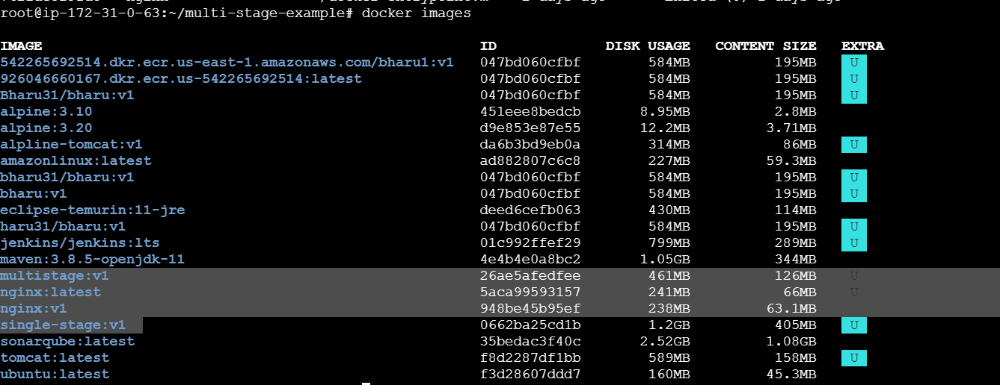 root@ip-172-31-0-63:~/multi-stage-example# docker images
IMAGE ID DISK USAGE CONTENT SIZE EXTRA
542265692514.dkr.ecr.us-east-1.amazonaws.com/bharu1:v1 047bd060cfbf 584MB 195MB U
926046660167.dkr.ecr.us-542265692514:latest 047bd060cfbf 584MB 195MB U
Bharu31/bharu:v1 047bd060cfbf 584MB 195MB U
alpine:3.10 451eee8bedcb 8.95MB 2.8MB
alpine:3.20 d9e853e87e55 12.2MB 3.71MB
alpline-tomcat:v1 da6b3bd9eb0a 314MB 86MB U
amazonlinux:latest ad882807c6c8 227MB 59.3MB
bharu31/bharu:v1 047bd060cfbf 584MB 195MB U
bharu:v1 047bd060cfbf 584MB 195MB U
eclipse-temurin:11-jre deed6cefb063 430MB 114MB
haru31/bharu:v1 047bd060cfbf 584MB 195MB U
jenkins/jenkins:lts 01c992ffef29 799MB 289MB U
maven:3.8.5-openjdk-11 4e4b4e0a8bc2 1.05GB 344MB
multistage:v1 26ae5afedfee 461MB 126MB U
nginx:latest 5aca99593157 241MB 66MB U
nginx:v1 948be45b95ef 238MB 63.1MB
single-stage:v1 0662ba25cd1b 1.2GB 405MB U
sonarqube:latest 35bedac3f40c 2.52GB 1.08GB
tomcat:latest f8d2287df1bb 589MB 158MB U
ubuntu:latest f3d28607ddd7 160MB 45.3MB